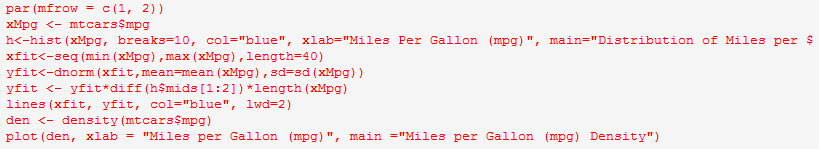 par(mfrow = c(1, 2))
xMpg <- mtcars$mpg
h<-hist(xMpg, breaks=10, col="blue", xlab="Miles Per Gallon (mpg)", main="Distribution of Miles per $
xfit<-seq(min(xMpg),max(xMpg),length=40)
yfit<-dnorm(xfit,mean=mean(xMpg),sd=sd(xMpg))
yfit <- yfit*diff(h$mids[1:2])*length(xMpg)
lines(xfit, yfit, col="blue", lwd=2)
den <- density(mtcars$mpg)
plot(den, xlab = "Miles per Gallon (mpg)", main ="Miles per Gallon (mpg) Density")